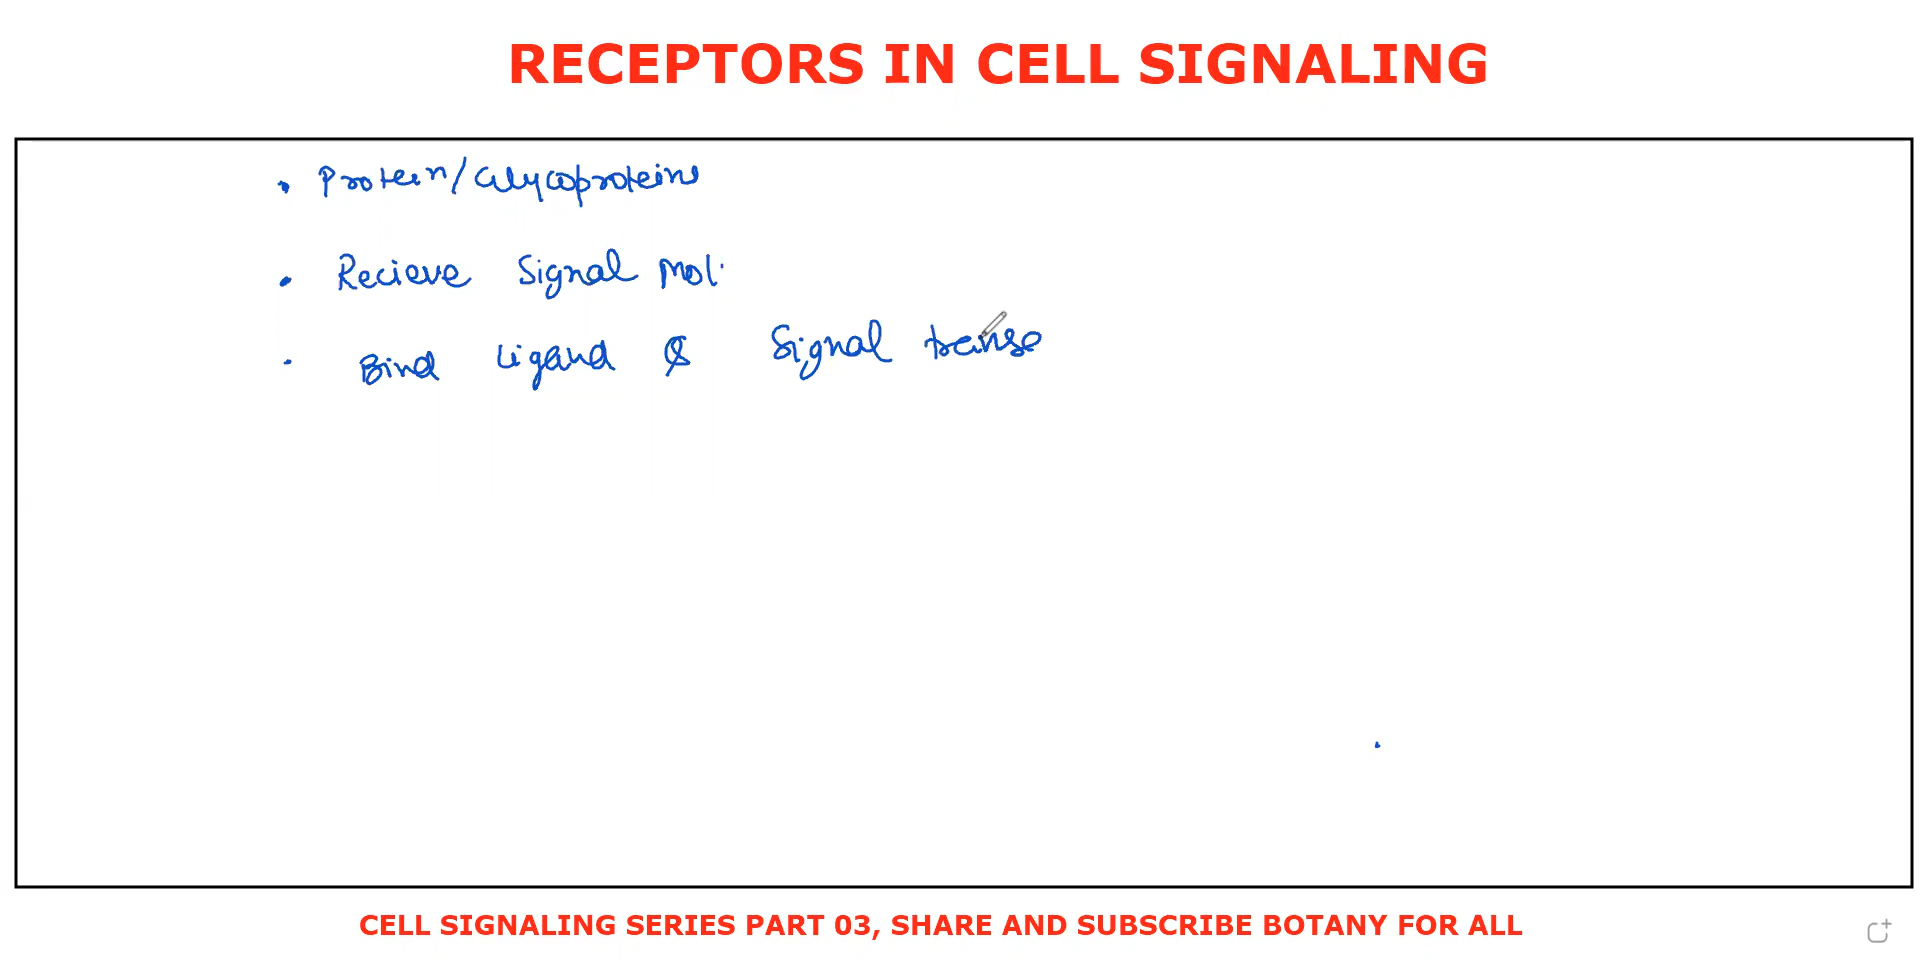 RECEPTORS IN CELL SIGNALING
• Protein/Glycoproteins
• Recieve Signal Mol.
• Bind Ligand & Signal transe
CELL SIGNALING SERIES PART 03, SHARE AND SUBSCRIBE BOTANY FOR ALL